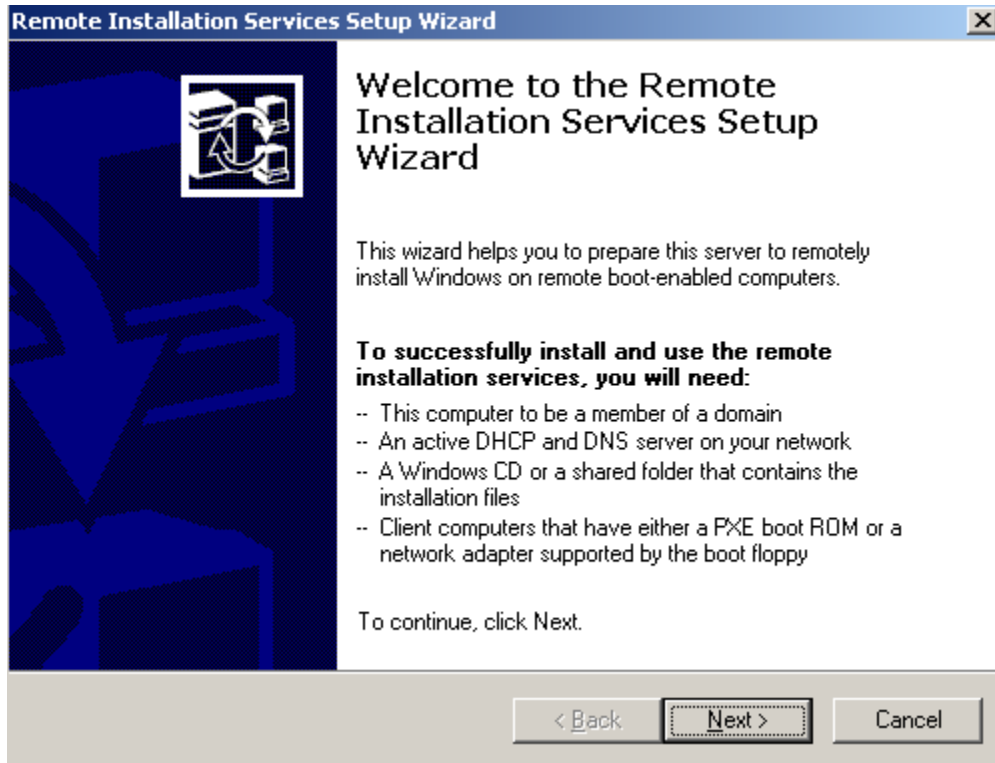 Remote Installation Services Setup Wizard
Welcome to the Remote
Installation Services Setup
Wizard
This wizard helps you to prepare this server to remotely
install Windows on remote boot-enabled computers.
To successfully install and use the remote
installation services, you will need:
-- This computer to be a member of a domain
-- An active DHCP and DNS server on your network
-- A Windows CD or a shared folder that contains the
installation files
-- Client computers that have either a PXE boot ROM or a
network adapter supported by the boot floppy
To continue, click Next.
< Back
Next >
Cancel